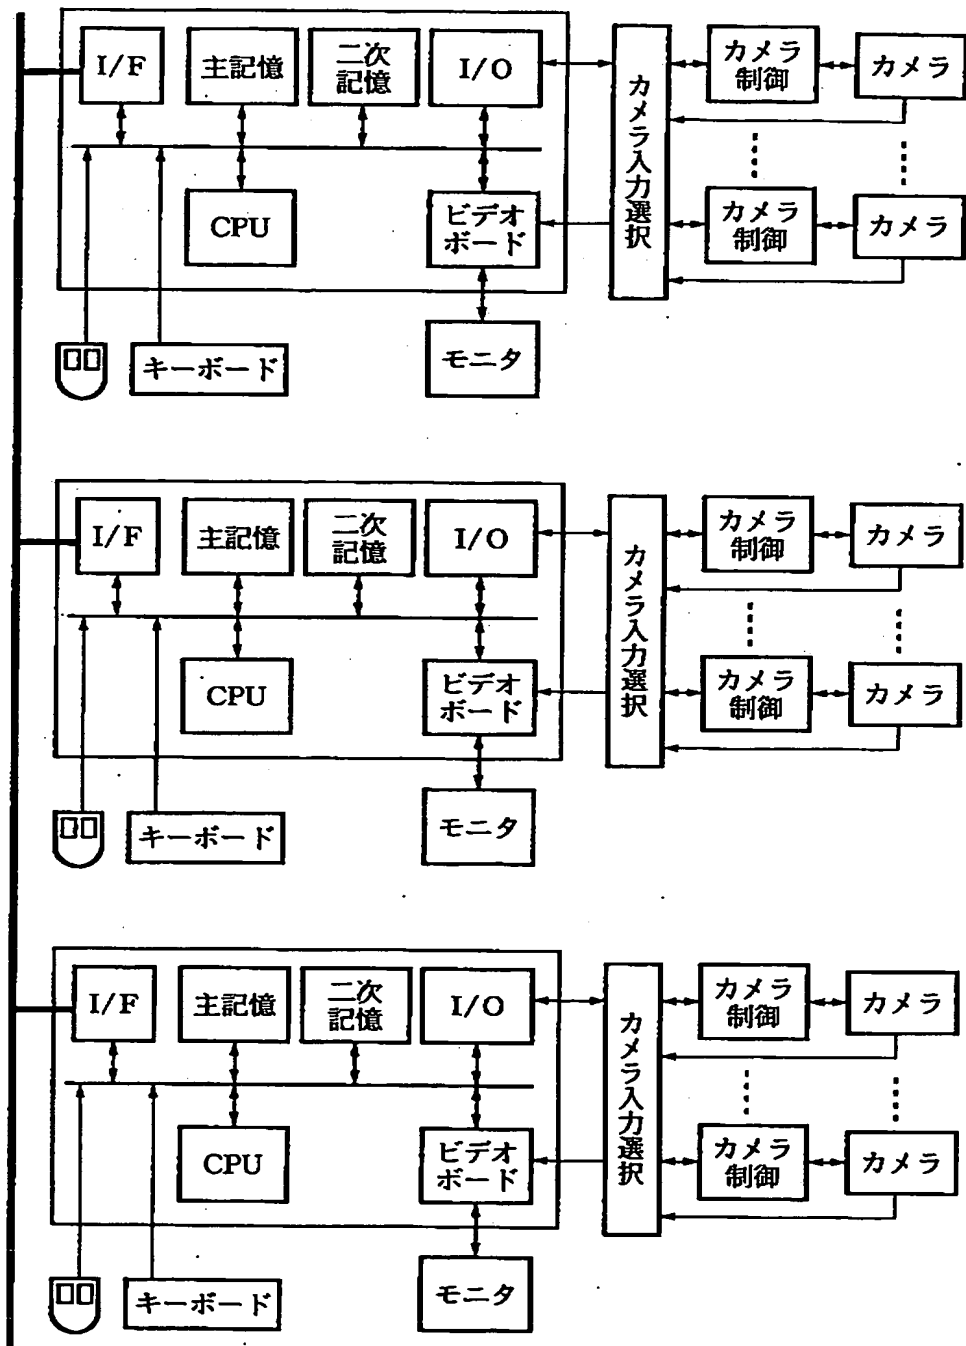 I/F
主記憶
二次
記憶
I/O
カメラ入力選択
カメラ
制御
カメラ
CPU
ビデオ
ボード
カメラ
制御
カメラ
キーボード
モニタ
I/F
主記憶
二次
記憶
I/O
カメラ入力選択
カメラ
制御
カメラ
CPU
ビデオ
ボード
カメラ
制御
カメラ
キーボード
モニタ
I/F
主記憶
二次
記憶
I/O
カメラ入力選択
カメラ
制御
カメラ
CPU
ビデオ
ボード
カメラ
制御
カメラ
キーボード
モニタ